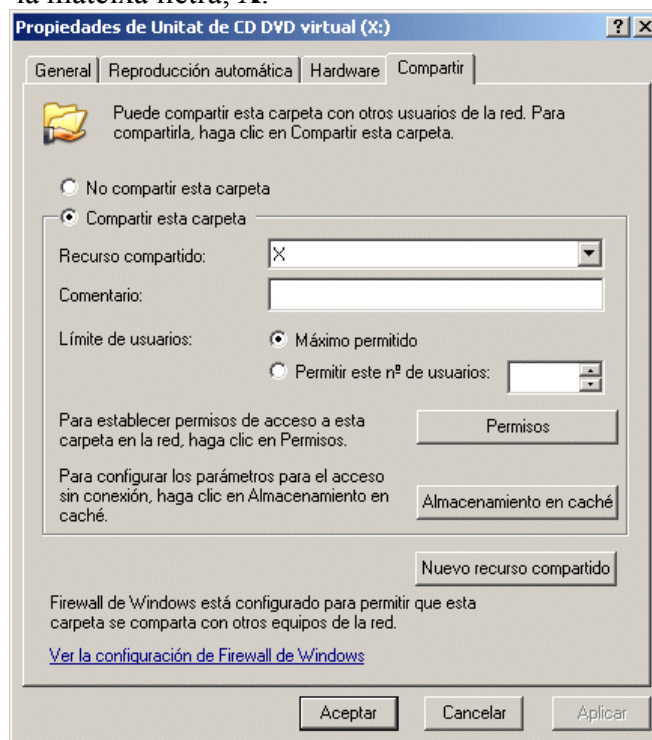 la mateixa lletra, X.
Propiedades de Unitat de CD DVD virtual (X:)
General Reproducción automática Hardware Compartir
Puede compartir esta carpeta con otros usuarios de la red. Para
compartirla, haga clic en Compartir esta carpeta.
No compartir esta carpeta
Compartir esta carpeta
Recurso compartido: X
Comentario:
Límite de usuarios: Máximo permitido
Permitir este nº de usuarios:
Para establecer permisos de acceso a esta
carpeta en la red, haga clic en Permisos.
Permisos
Para configurar los parámetros para el acceso
sin conexión, haga clic en Almacenamiento en
caché.
Almacenamiento en caché
Nuevo recurso compartido
Firewall de Windows está configurado para permitir que esta
carpeta se comparta con otros equipos de la red.
Ver la configuración de Firewall de Windows
Aceptar Cancelar Aplicar